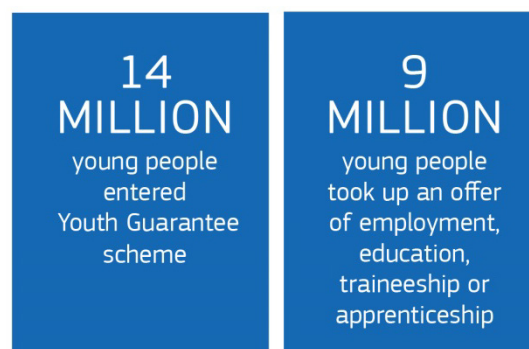 14
MILLION
young people
entered
Youth Guarantee
scheme
9
MILLION
young people
took up an offer
of employment,
education,
traineeship or
apprenticeship